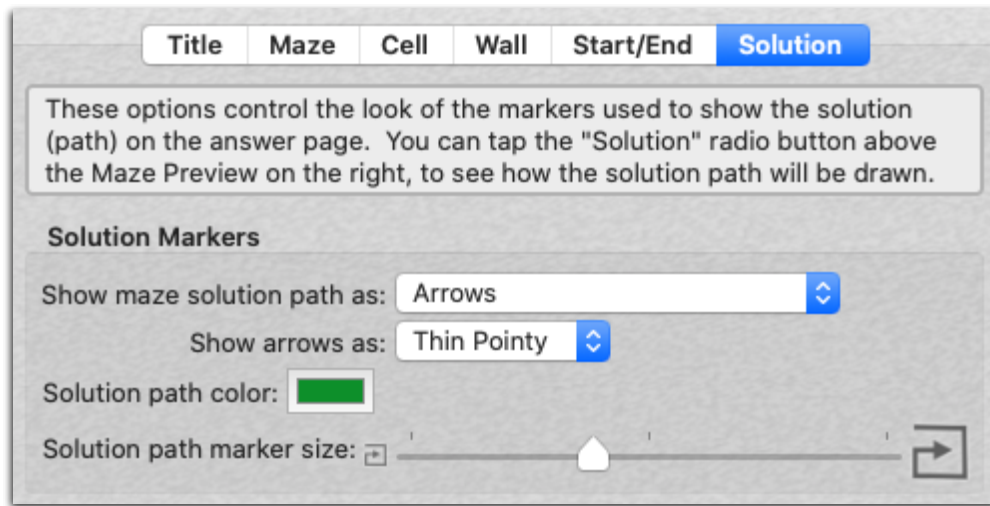 Title Maze Cell Wall Start/End Solution
These options control the look of the markers used to show the solution
(path) on the answer page.  You can tap the "Solution" radio button above
the Maze Preview on the right, to see how the solution path will be drawn.
Solution Markers
Show maze solution path as: Arrows
Show arrows as: Thin Pointy
Solution path color:
Solution path marker size: